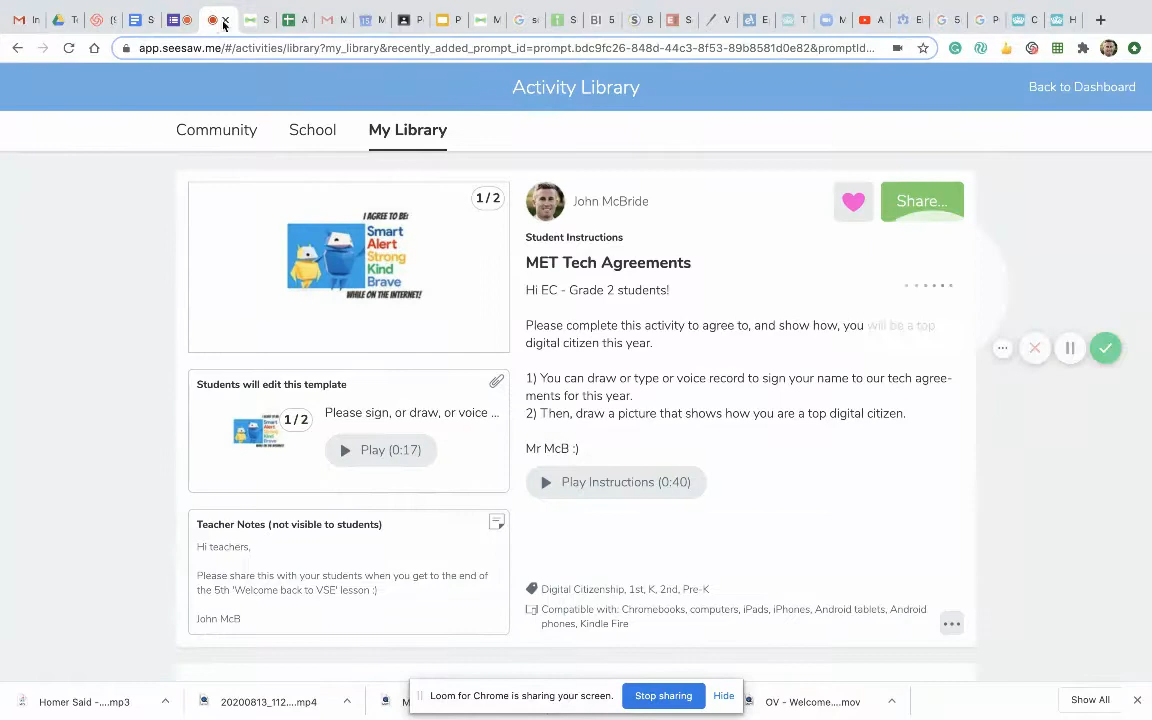 In
T
(5
S
S
A
M
M
P
P
M
s
S
BI 5
B
S
V
E
T
M
A
E
5
P
C
H
app.seesaw.me/#/activities/library?my_library&recently_added_prompt_id=prompt.bdc9fc26-848d-44c3-8f53-89b8581d0e82&promptId...
Activity Library
Back to Dashboard
Community School My Library
1 / 2
I AGREE TO BE:
Smart
Alert
Strong
Kind
Brave
WHILE ON THE INTERNET!
John McBride
Share...
Student Instructions
MET Tech Agreements
Hi EC - Grade 2 students!
Please complete this activity to agree to, and show how, you will be a top
digital citizen this year.
1) You can draw or type or voice record to sign your name to our tech agree-
ments for this year.
2) Then, draw a picture that shows how you are a top digital citizen.
Mr McB :)
Play Instructions (0:40)
Students will edit this template
1 / 2
Please sign, or draw, or voice ...
Play (0:17)
Teacher Notes (not visible to students)
Hi teachers,
Please share this with your students when you get to the end of
the 5th 'Welcome back to VSE' lesson :)
John McB
Digital Citizenship, 1st, K, 2nd, Pre-K
Compatible with: Chromebooks, computers, iPads, iPhones, Android tablets, Android
phones, Kindle Fire
Homer Said -....mp3
20200813_112....mp4
M
Loom for Chrome is sharing your screen.
Stop sharing
Hide
OV - Welcome....mov
Show All